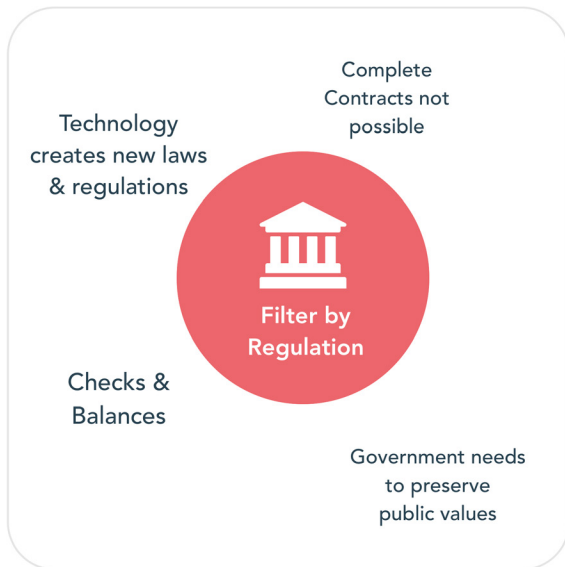 Complete
Contracts not
possible
Technology
creates new laws
& regulations
Filter by
Regulation
Checks &
Balances
Government needs
to preserve
public values